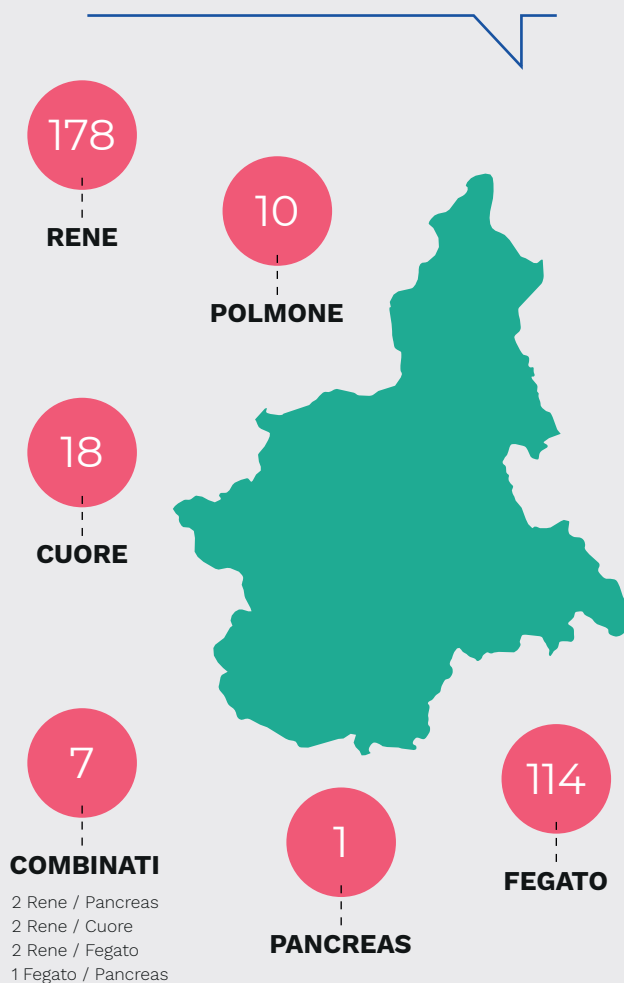 178
RENE
10
POLMONE
18
CUORE
7
COMBINATI
2 Rene / Pancreas
2 Rene / Cuore
2 Rene / Fegato
1 Fegato / Pancreas
1
PANCREAS
114
FEGATO